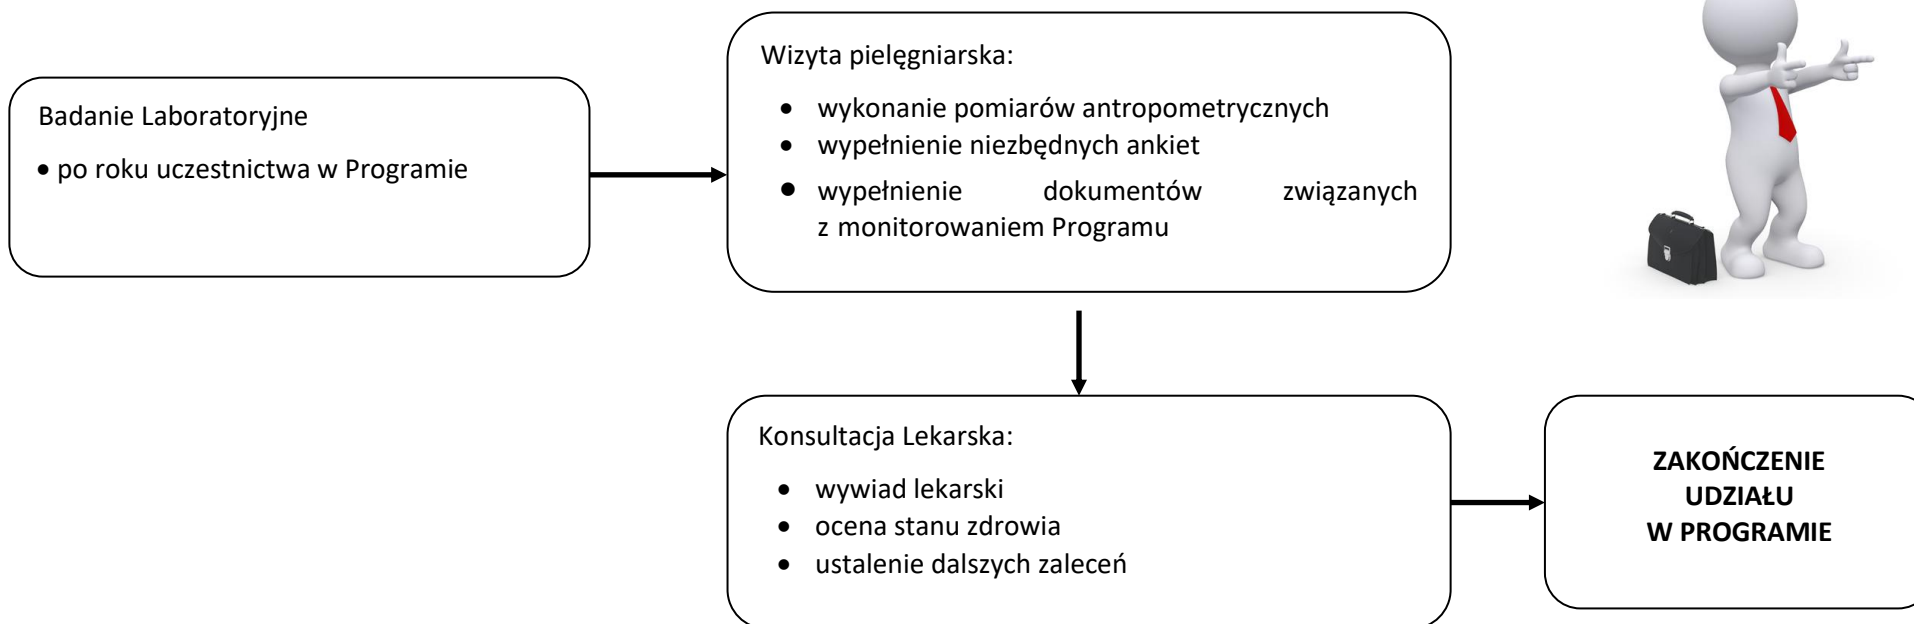 Badanie Laboratoryjne
• po roku uczestnictwa w Programie
Wizyta pielęgniarska:
• wykonanie pomiarów antropometrycznych
• wypełnienie niezbędnych ankiet
• wypełnienie dokumentów związanych
z monitorowaniem Programu
Konsultacja Lekarska:
• wywiad lekarski
• ocena stanu zdrowia
• ustalenie dalszych zaleceń
ZAKOŃCZENIE
UDZIAŁU
W PROGRAMIE